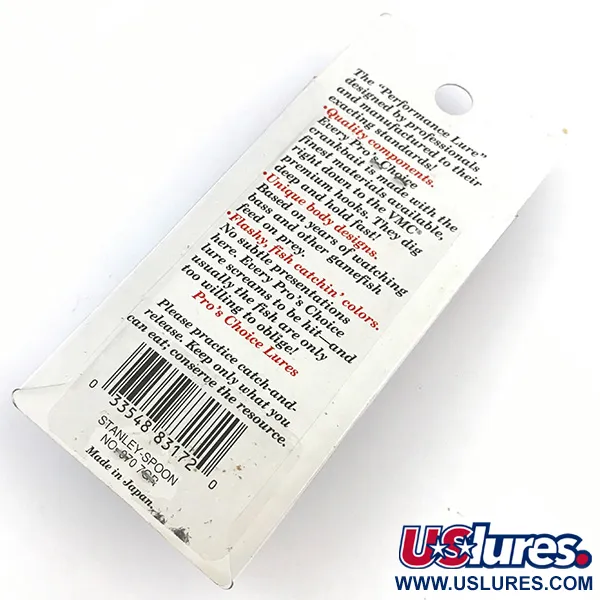 The "Performance Lure"
designed by professionals
and manufactured to their
exacting standards!
•Quality components.
Every Pro's Choice
crankbait is made with the
finest materials available,
right down to the VMC®
premium hooks. They dig
deep and hold fast!
•Unique body designs.
Based on years of watching
bass and other gamefish
feed on prey.
•Flashy fish catchin' colors.
No subtle presentations
here. Every Pro's Choice
lure screams to be hit—and
usually the fish are only
too willing to oblige!
Pro's Choice Lures
Please practice catch-and-
release. Keep only what you
can eat; conserve the resource.
0 33548 83172 0
STANLEY-SPOON
NO. 070
Made in Japan.
USlures.
WWW.USLURES.COM